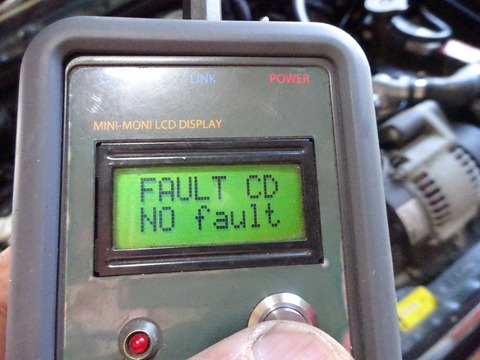 LINK POWER
MINI-MONI LCD DISPLAY
FAULT CD
NO fault